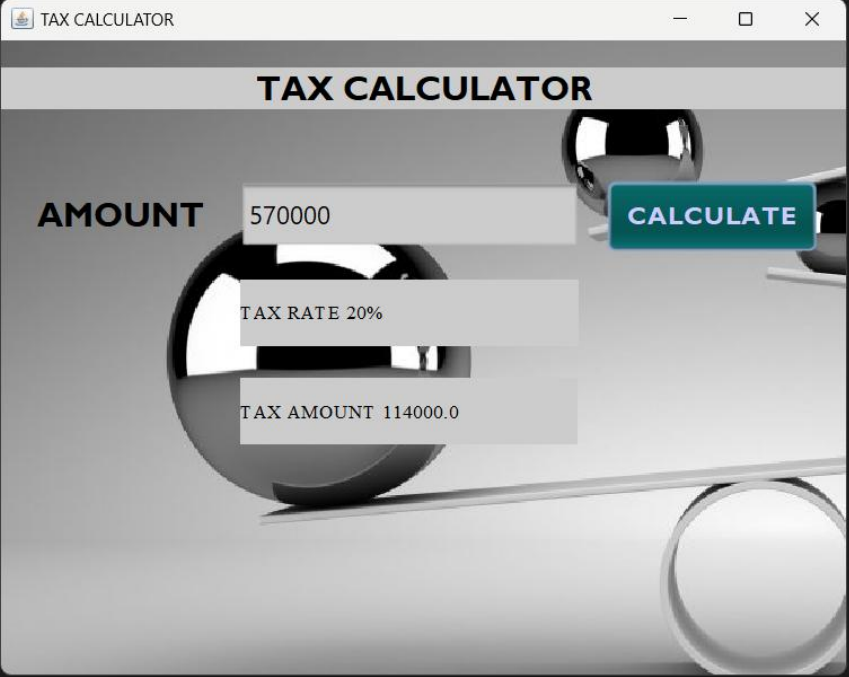 TAX CALCULATOR
TAX CALCULATOR
AMOUNT 570000 CALCULATE
TAX RATE 20%
TAX AMOUNT 114000.0